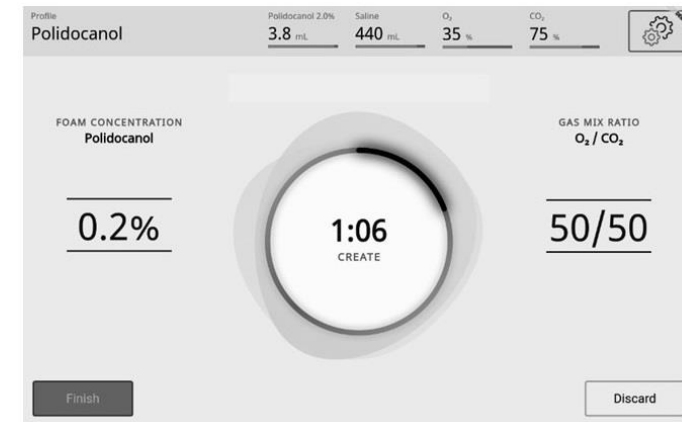 Profile
Polidocanol
Polidocanol 2.0%
3.8 mL
Saline
440 mL
O₂
35 %
CO₂
75 %
FOAM CONCENTRATION
Polidocanol
0.2%
1:06
CREATE
GAS MIX RATIO
O₂ / CO₂
50/50
Finish
Discard